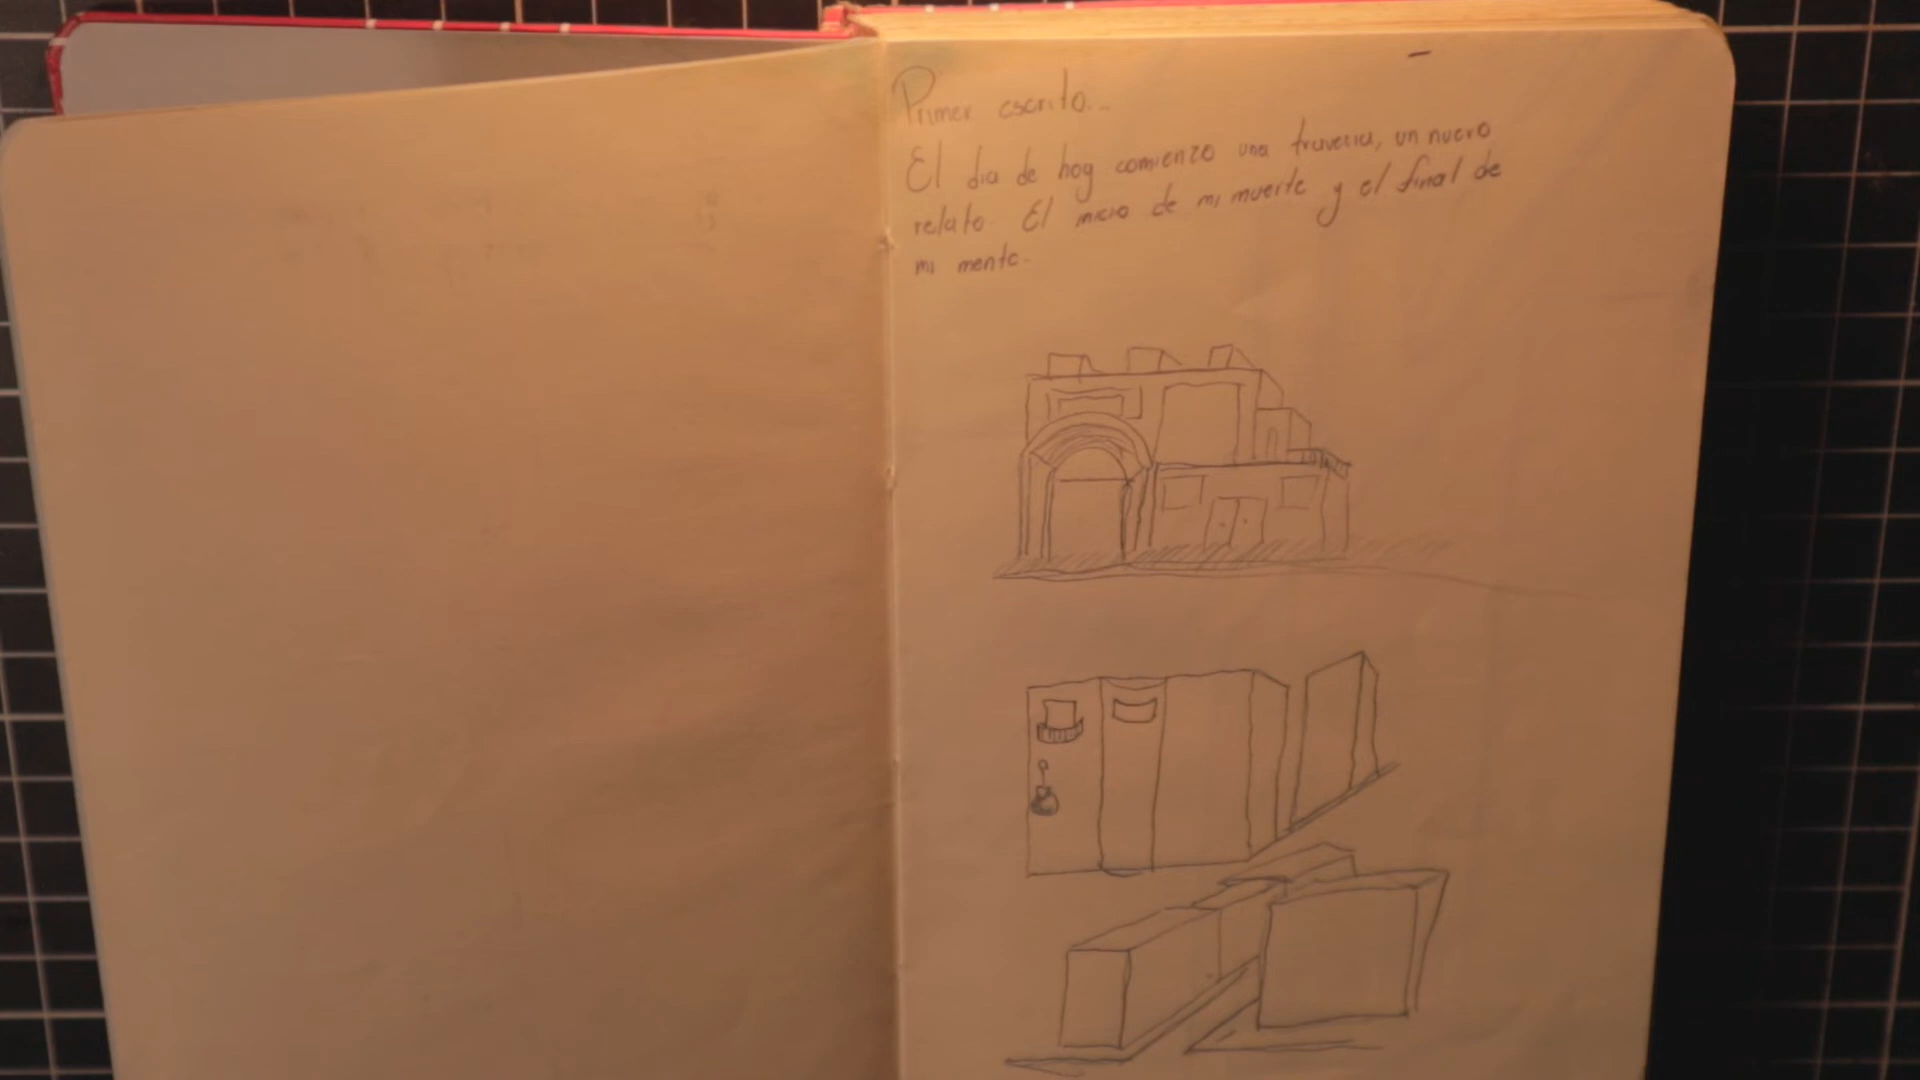 Primer escrito...
El dia de hoy comienzo una travecia, un nuevo
relato. El inicio de mi muerte y el final de
mi mente.